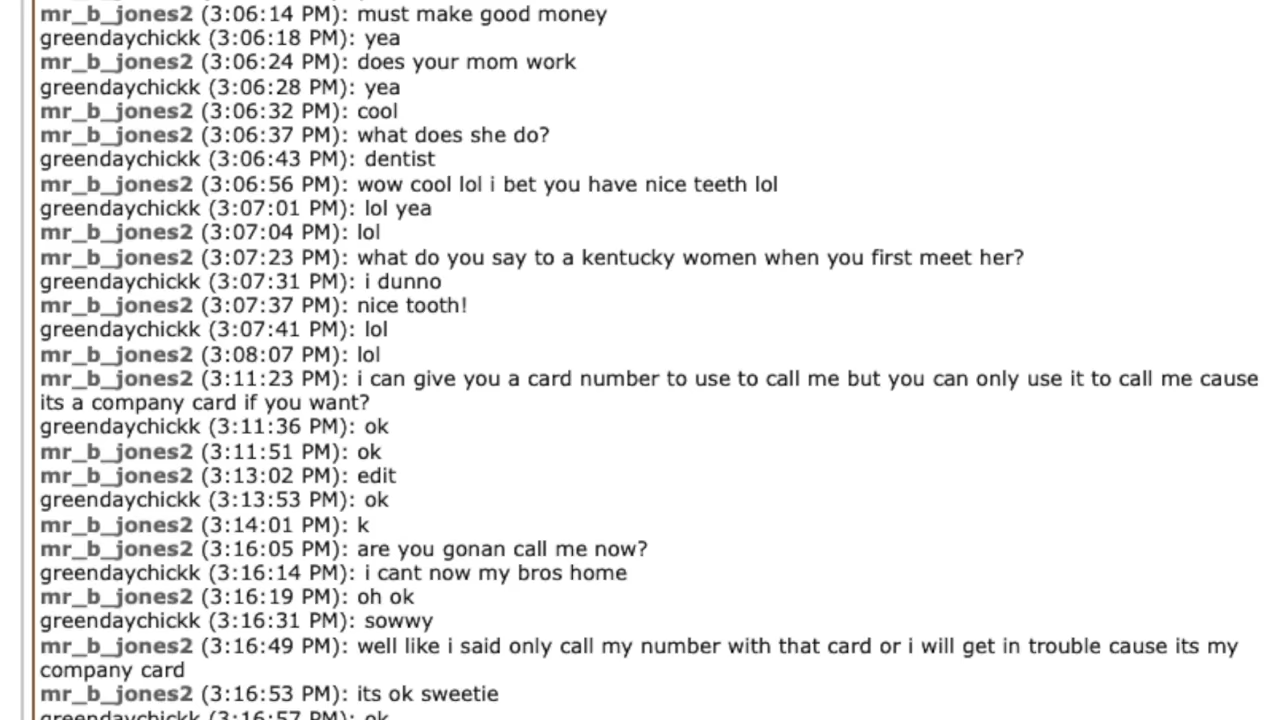 mr_b_jones2 (3:06:14 PM): must make good money
greendaychickk (3:06:18 PM): yea
mr_b_jones2 (3:06:24 PM): does your mom work
greendaychickk (3:06:28 PM): yea
mr_b_jones2 (3:06:32 PM): cool
mr_b_jones2 (3:06:37 PM): what does she do?
greendaychickk (3:06:43 PM): dentist
mr_b_jones2 (3:06:56 PM): wow cool lol i bet you have nice teeth lol
greendaychickk (3:07:01 PM): lol yea
mr_b_jones2 (3:07:04 PM): lol
mr_b_jones2 (3:07:23 PM): what do you say to a kentucky women when you first meet her?
greendaychickk (3:07:31 PM): i dunno
mr_b_jones2 (3:07:37 PM): nice tooth!
greendaychickk (3:07:41 PM): lol
mr_b_jones2 (3:08:07 PM): lol
mr_b_jones2 (3:11:23 PM): i can give you a card number to use to call me but you can only use it to call me cause
its a company card if you want?
greendaychickk (3:11:36 PM): ok
mr_b_jones2 (3:11:51 PM): ok
mr_b_jones2 (3:13:02 PM): edit
greendaychickk (3:13:53 PM): ok
mr_b_jones2 (3:14:01 PM): k
mr_b_jones2 (3:16:05 PM): are you gonan call me now?
greendaychickk (3:16:14 PM): i cant now my bros home
mr_b_jones2 (3:16:19 PM): oh ok
greendaychickk (3:16:31 PM): sowwy
mr_b_jones2 (3:16:49 PM): well like i said only call my number with that card or i will get in trouble cause its my
company card
mr_b_jones2 (3:16:53 PM): its ok sweetie
greendaychickk (3:16:57 PM): ok